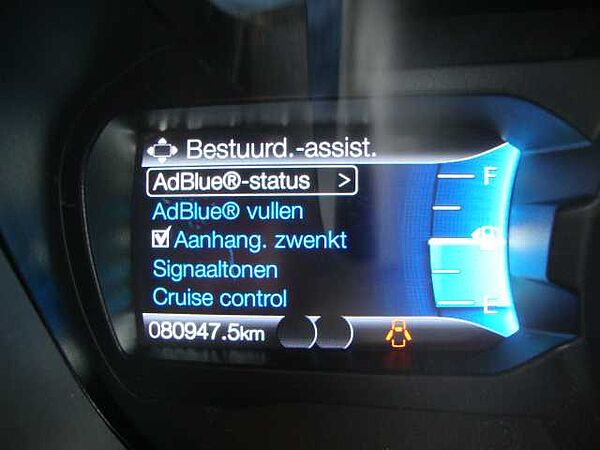 Bestuurd.-assist.
AdBlue®-status >
F
AdBlue® vullen
Aanhang. zwenkt
Signaaltonen
Cruise control
E
080947.5km